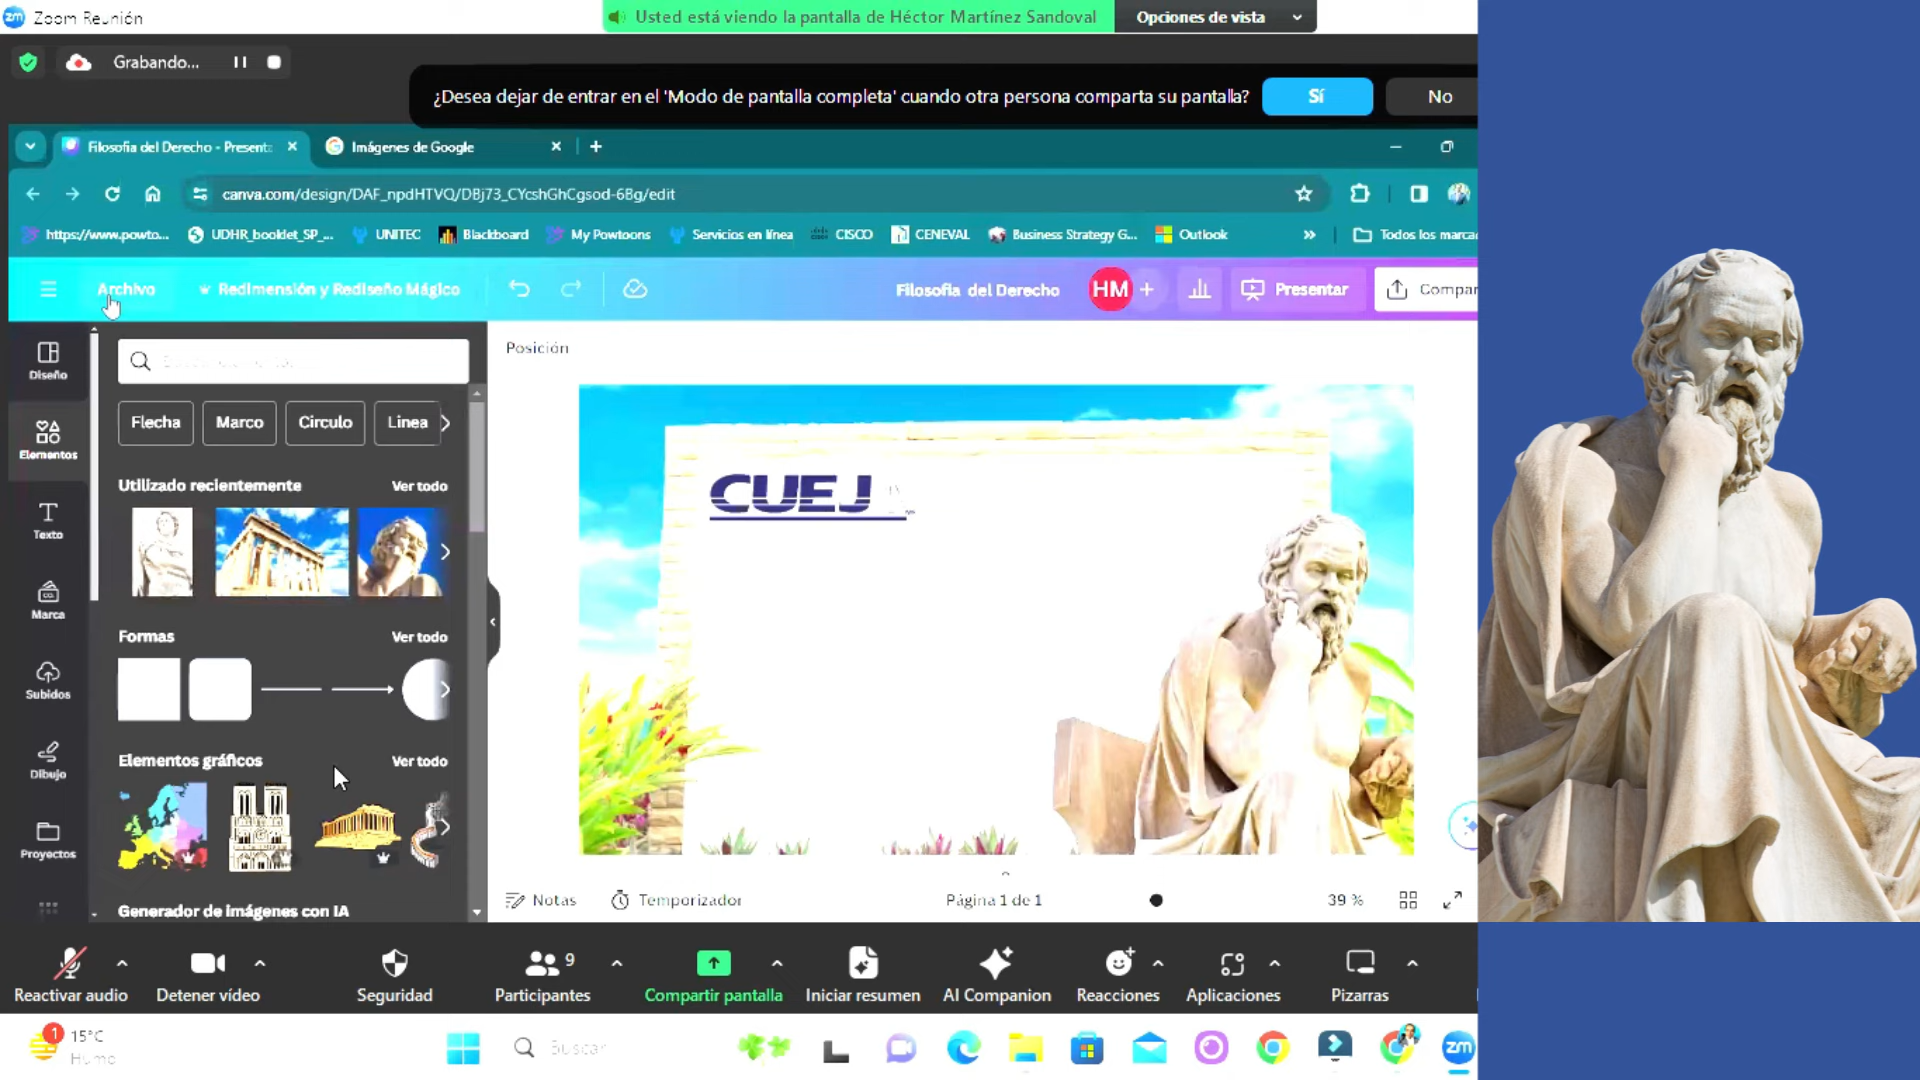 Zoom Reunión
Usted está viendo la pantalla de Héctor Martínez Sandoval
Opciones de vista
Grabando...
¿Desea dejar de entrar en el 'Modo de pantalla completa' cuando otra persona comparta su pantalla?
Sí
No
Filosofía del Derecho - Present
Imágenes de Google
canva.com/design/DAF_npdHTVQ/DBj73_CYcshGhCgsod-6Bg/edit
https://www.powto...
UDHR_booklet_SP_...
UNITEC
Blackboard
My Powtoons
Servicios en línea
CISCO
CENEVAL
Business Strategy G...
Outlook
»
Todos los marca
Archivo
Redimensión y Rediseño Mágico
Filosofía del Derecho
HM
+
Presentar
Compar
Diseño
Elementos
Texto
Marca
Subidos
Dibujo
Proyectos
Flecha
Marco
Círculo
Línea
Utilizado recientemente
Ver todo
Formas
Ver todo
Elementos gráficos
Ver todo
Generador de imágenes con IA
Posición
CUEJ
Notas
Temporizador
Página 1 de 1
39 %
Reactivar audio
Detener vídeo
Seguridad
9
Participantes
Compartir pantalla
Iniciar resumen
AI Companion
Reacciones
Aplicaciones
Pizarras
1
15°C
Humo
Buscar
zm